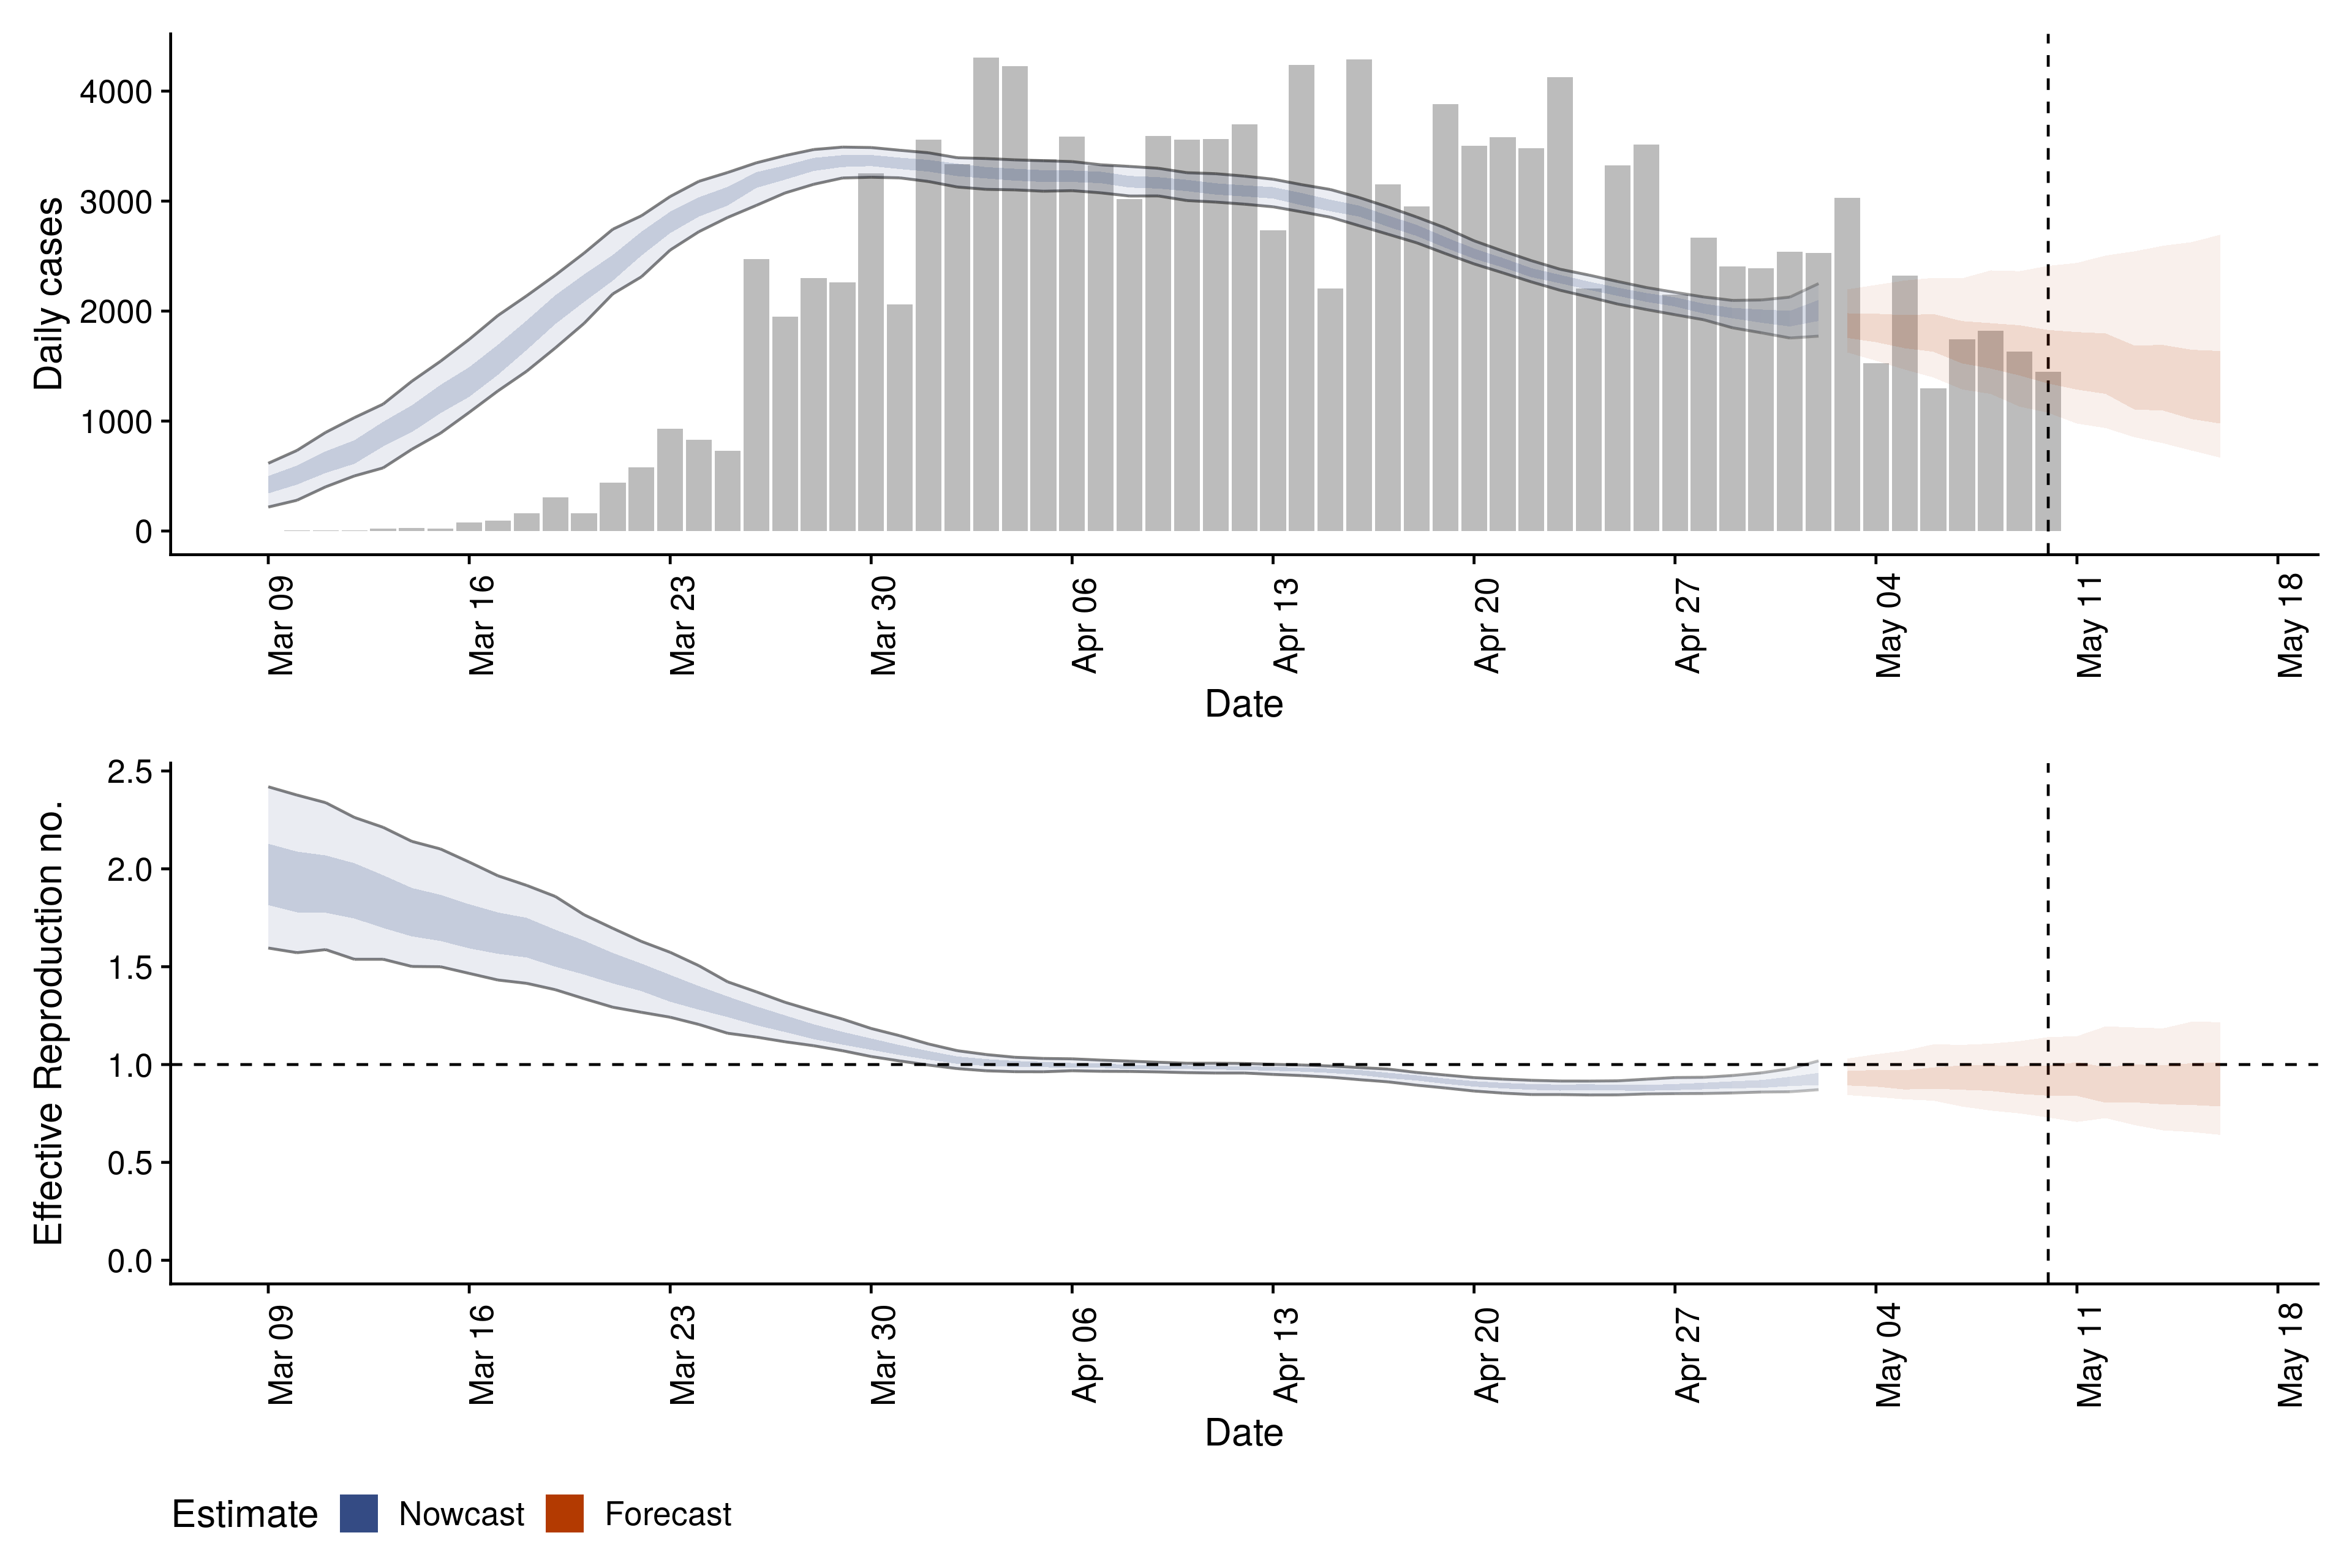 Daily cases
4000
3000
2000
1000
0
Mar 09
Mar 16
Mar 23
Mar 30
Apr 06
Apr 13
Apr 20
Apr 27
May 04
May 11
May 18
Date
Effective Reproduction no.
2.5
2.0
1.5
1.0
0.5
0.0
Mar 09
Mar 16
Mar 23
Mar 30
Apr 06
Apr 13
Apr 20
Apr 27
May 04
May 11
May 18
Date
Estimate Nowcast Forecast